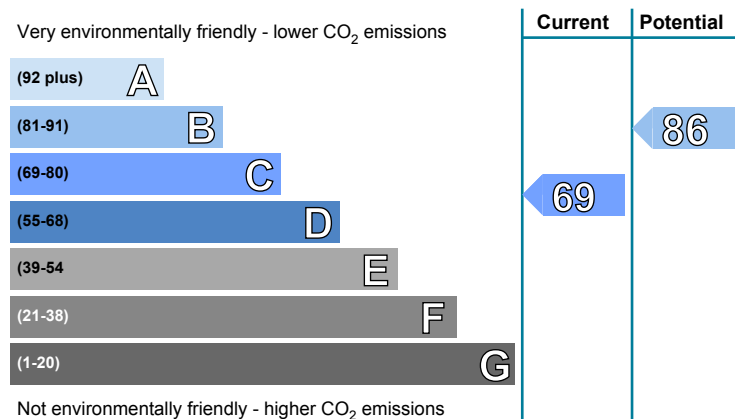 Very environmentally friendly - lower CO2 emissions
Current
Potential
(92 plus) A
(81-91) B
86
(69-80) C
69
(55-68) D
(39-54 E
(21-38) F
(1-20) G
Not environmentally friendly - higher CO2 emissions